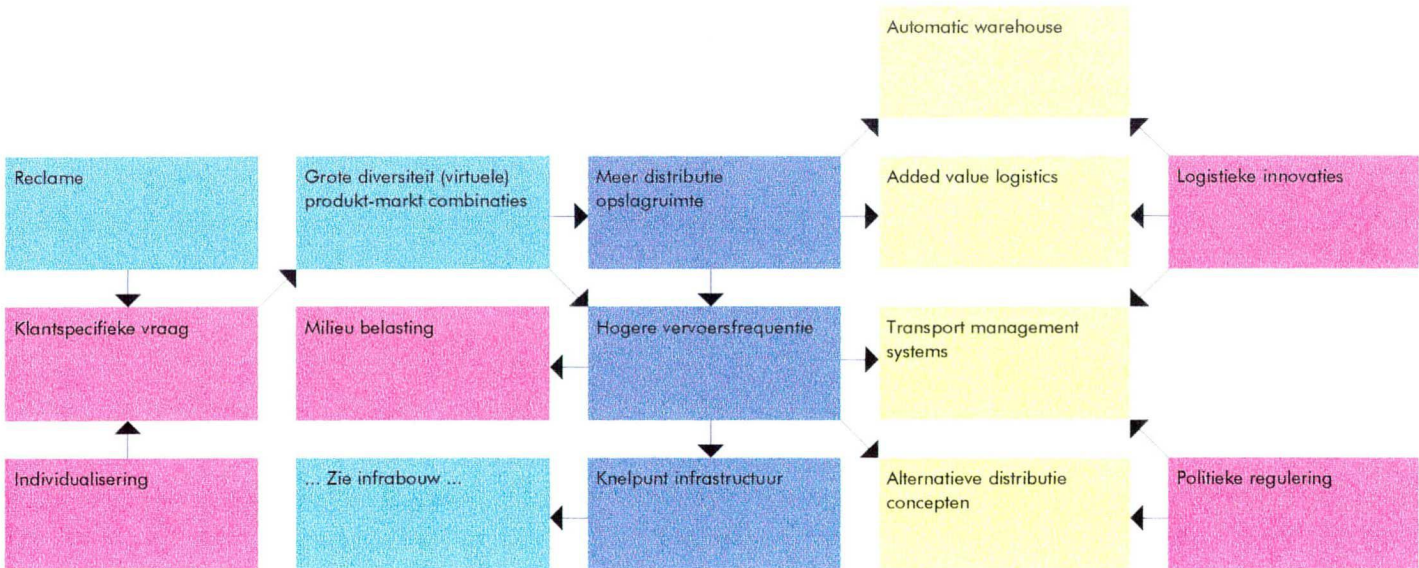 Automatic warehouse
Reclame
Grote diversiteit (virtuele)
produkt-markt combinaties
Meer distributie
opslagruimte
Added value logistics
Logistieke innovaties
Klantspecifieke vraag
Milieu belasting
Hogere vervoersfrequentie
Transport management
systems
Individualisering
... Zie infrabouw ...
Knelpunt infrastructuur
Alternatieve distributie
concepten
Politieke regulering